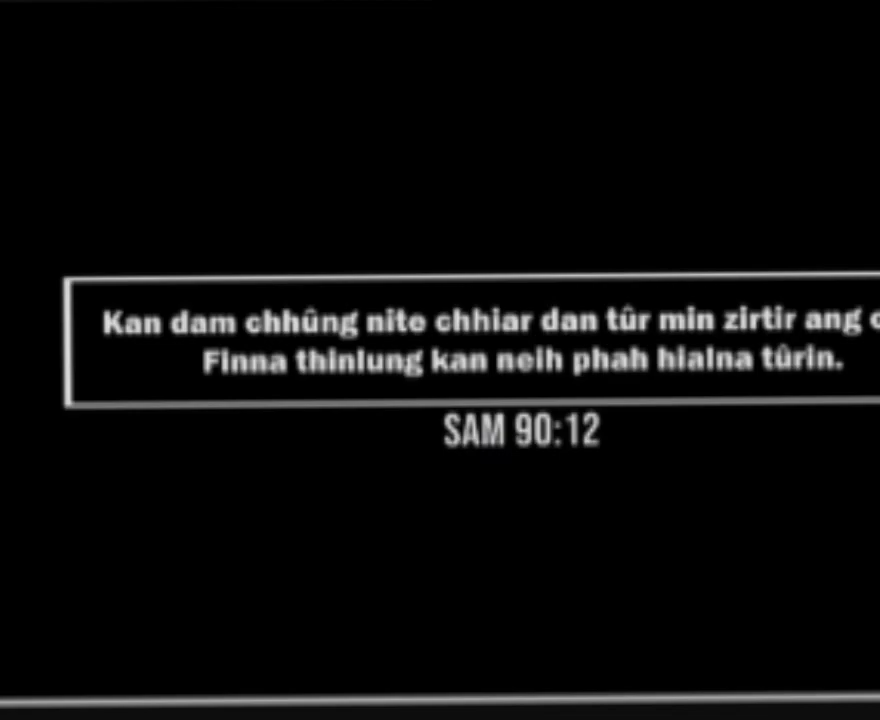 Kan dam chhûng nite chhiar dan tûr min zirtir ang
Finna thinlung kan neih phah hialna tûrin.
SAM 90:12